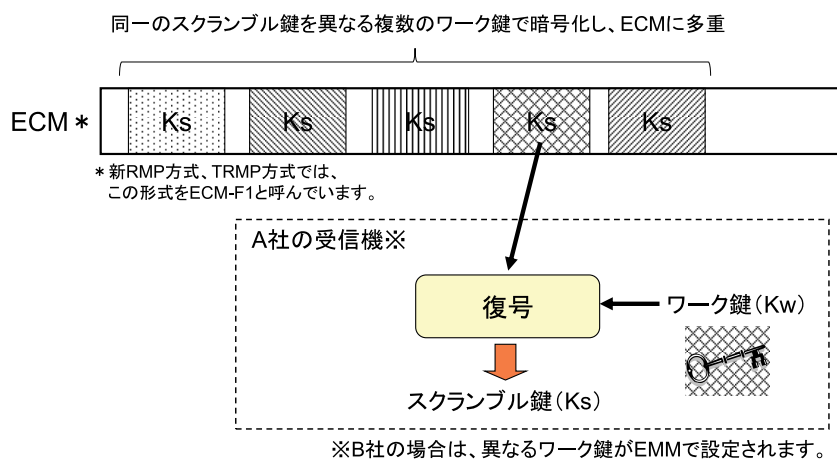 同一のスクランブル鍵を異なる複数のワーク鍵で暗号化し、ECMに多重
ECM*
Ks
Ks
Ks
Ks
Ks
*新RMP方式、TRMP方式では、
この形式をECM-F1と呼んでいます。
A社の受信機※
復号
ワーク鍵(Kw)
スクランブル鍵(Ks)
※B社の場合は、異なるワーク鍵がEMMで設定されます。